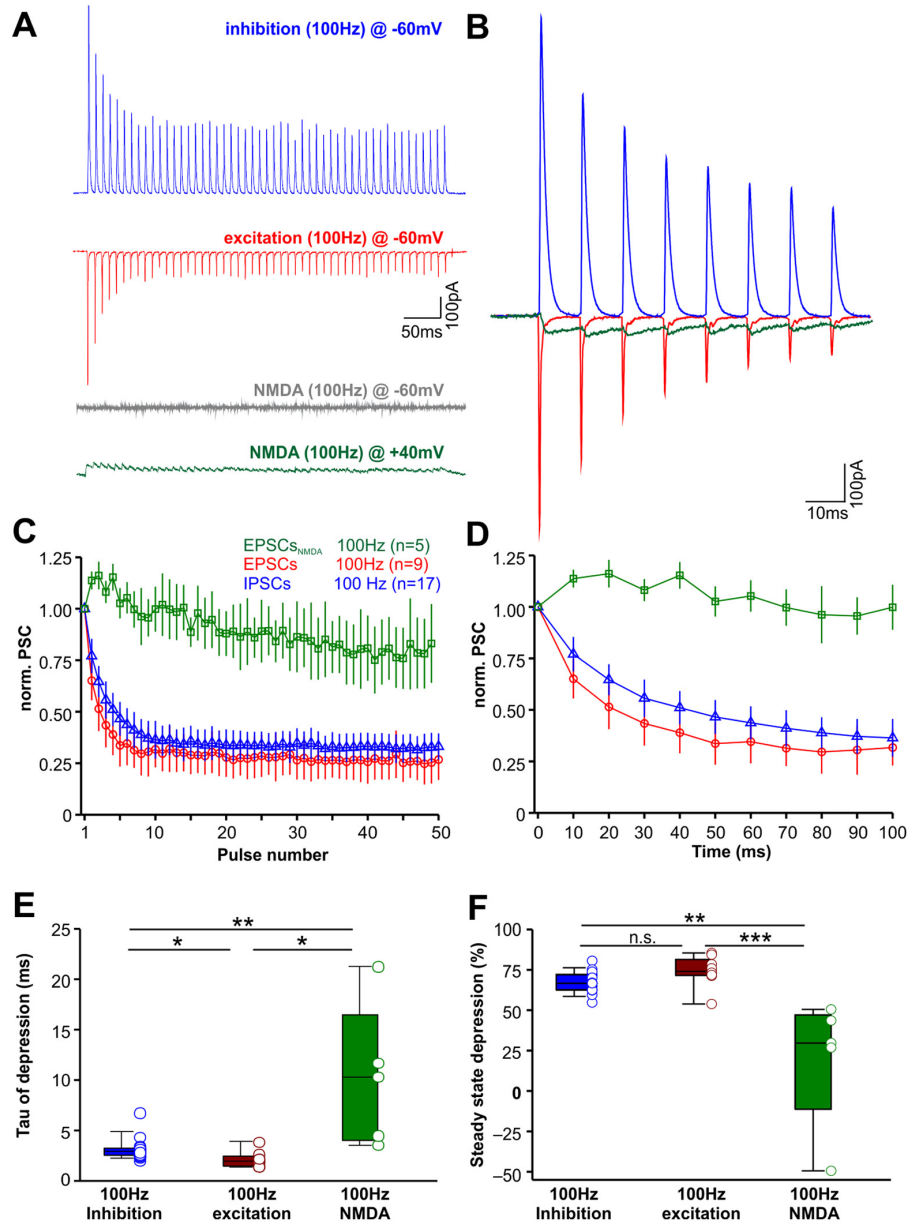 A
inhibition (100Hz) @ -60mV
excitation (100Hz) @ -60mV
100pA
50ms
NMDA (100Hz) @ -60mV
NMDA (100Hz) @ +40mV
B
100pA
10ms
C
EPSCsNMDA 100Hz (n=5)
EPSCs 100Hz (n=9)
IPSCs 100 Hz (n=17)
norm. PSC
1.25
1.00
0.75
0.50
0.25
0
1 10 20 30 40 50
Pulse number
D
norm. PSC
1.25
1.00
0.75
0.50
0.25
0
0 10 20 30 40 50 60 70 80 90 100
Time (ms)
E
Tau of depression (ms)
25
20
15
10
5
0
**
* *
100Hz Inhibition
100Hz excitation
100Hz NMDA
F
Steady state depression (%)
100
75
50
25
0
−25
−50
**
n.s. ***
100Hz Inhibition
100Hz excitation
100Hz NMDA